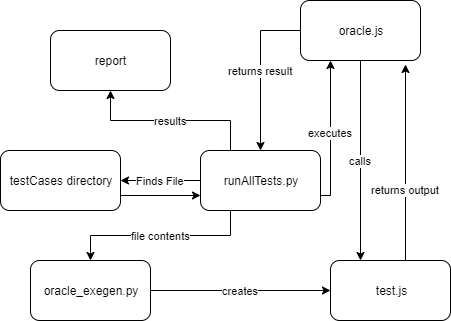 oracle.js
report
returns result
results
executes
calls
testCases directory
Finds File
runAllTests.py
returns output
file contents
oracle_exegen.py
creates
test.js